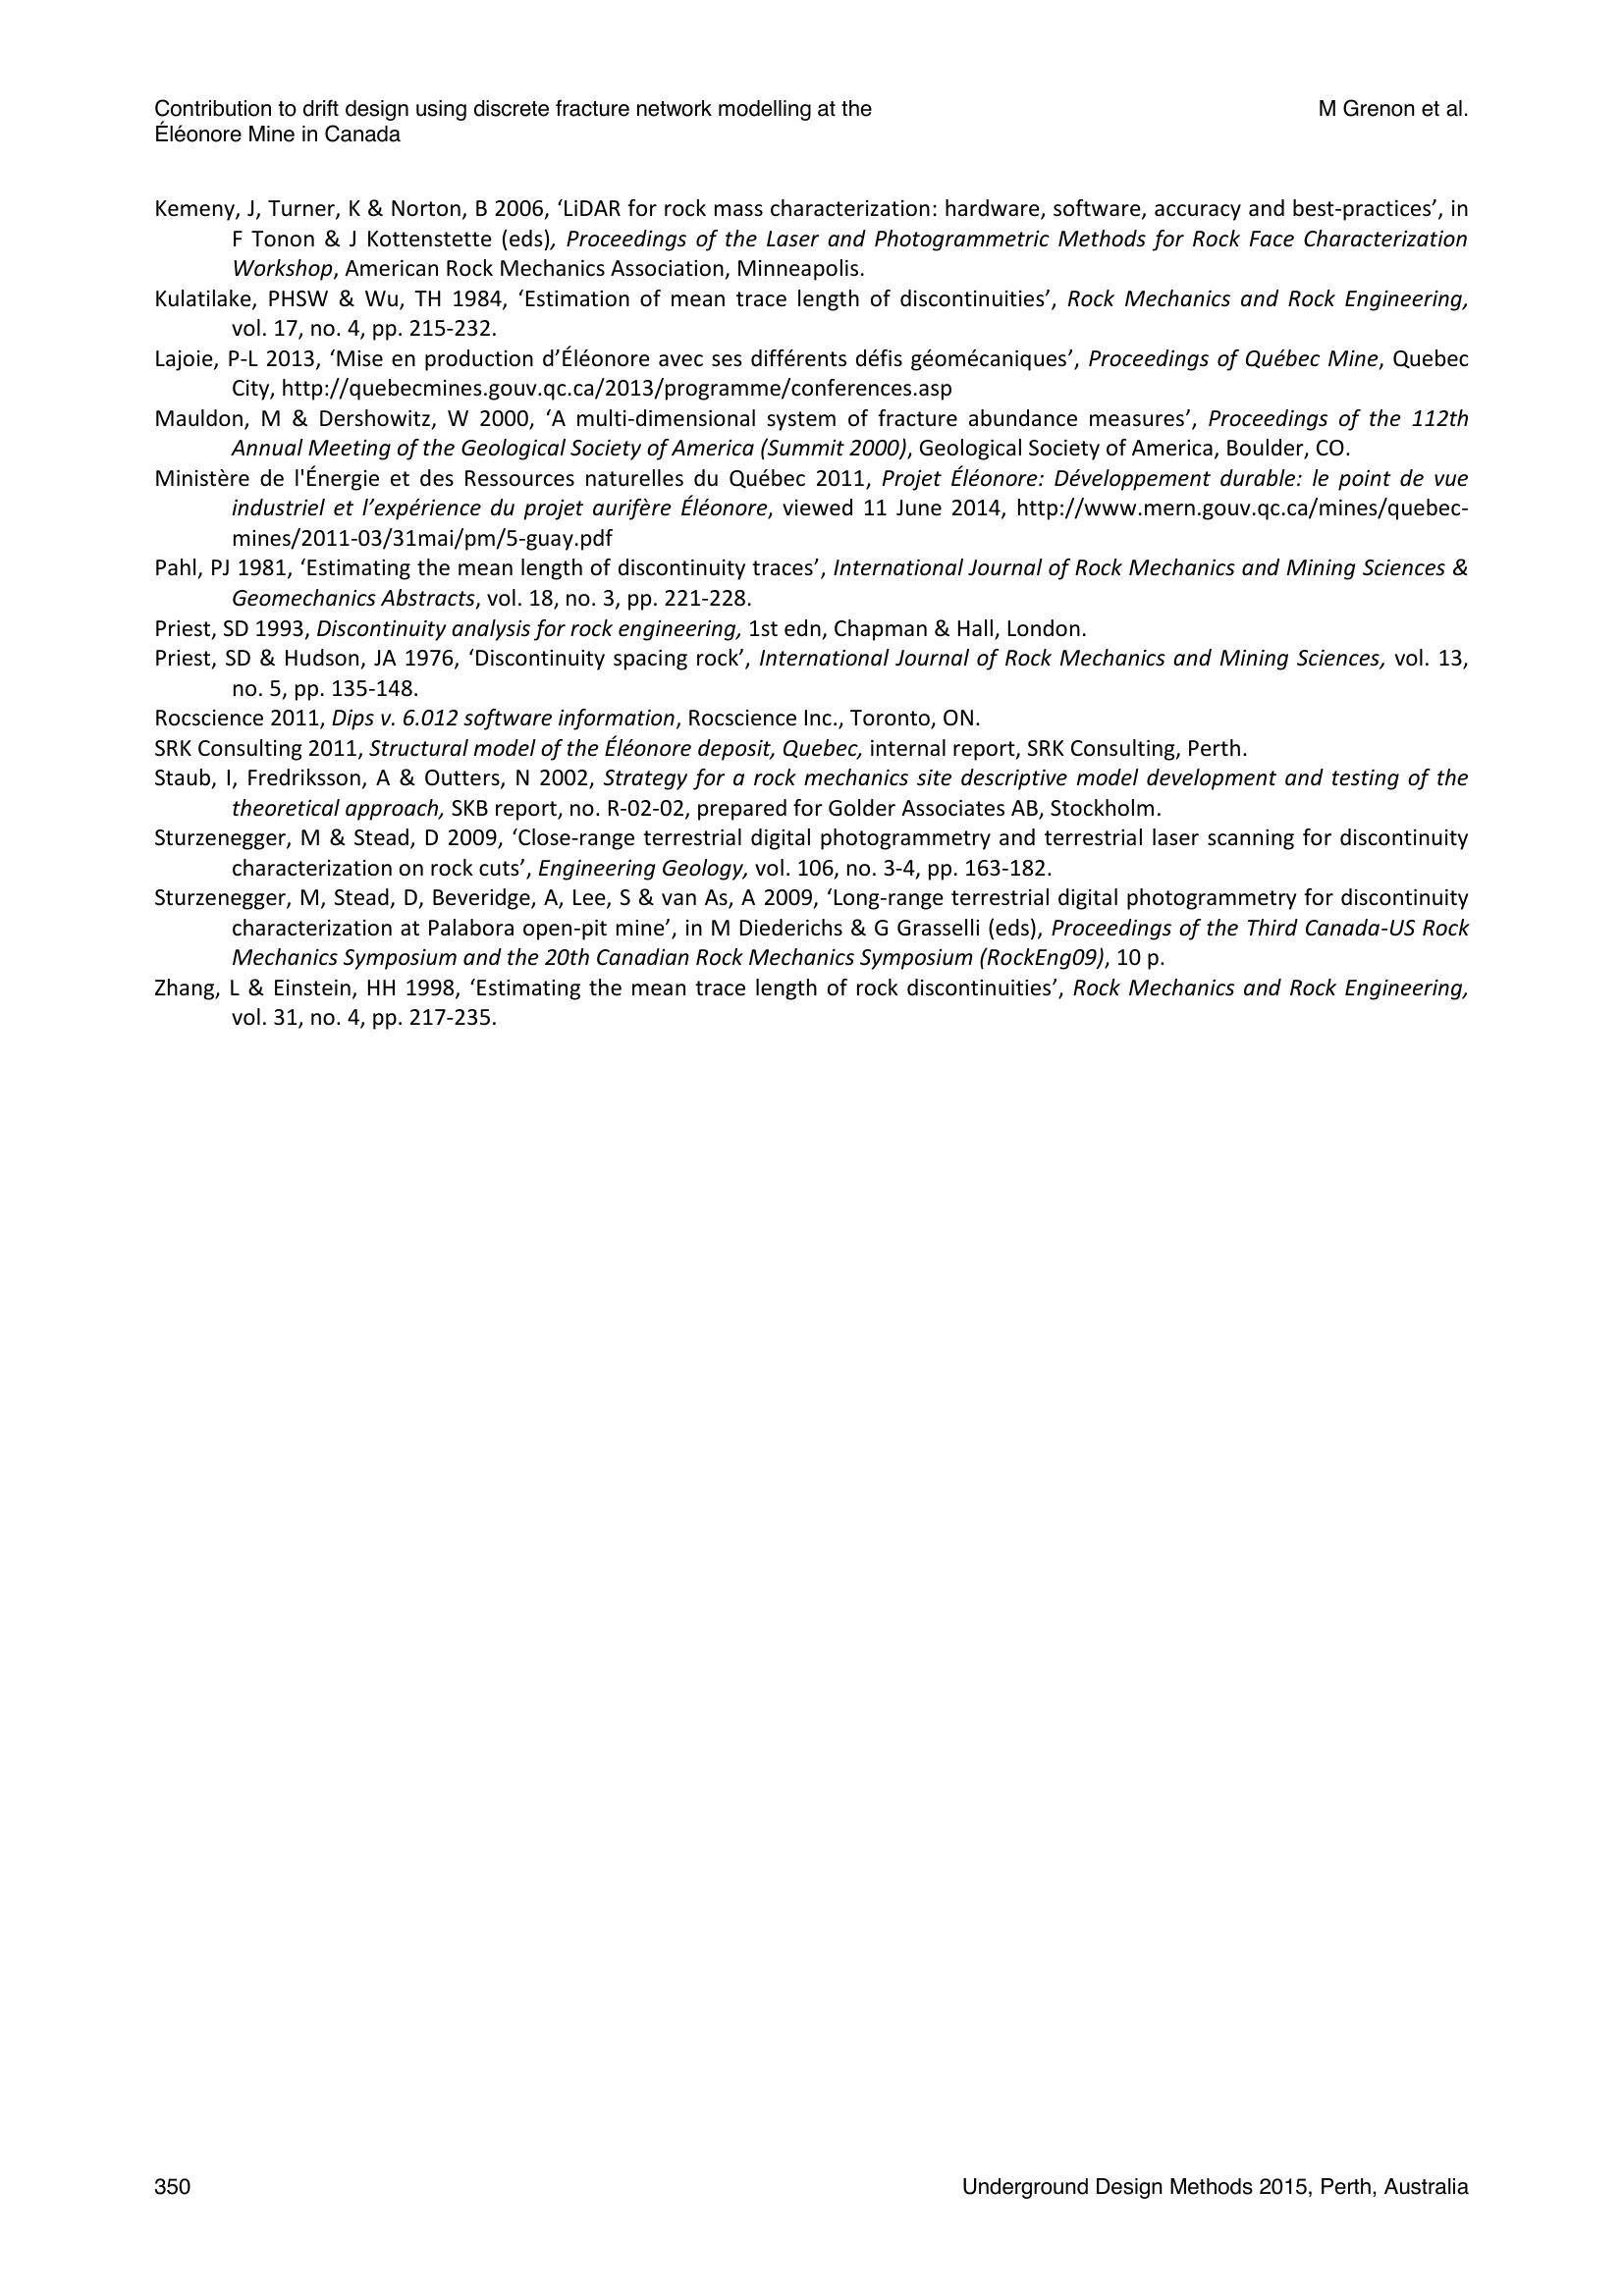 Contribution to drift design using discrete fracture network modelling at the
Éléonore Mine in Canada
M Grenon et al.
Kemeny, J, Turner, K & Norton, B 2006, ‘LiDAR for rock mass characterization: hardware, software, accuracy and best-practices’, in
F Tonon & J Kottenstette (eds), Proceedings of the Laser and Photogrammetric Methods for Rock Face Characterization
Workshop, American Rock Mechanics Association, Minneapolis.
Kulatilake, PHSW & Wu, TH 1984, ‘Estimation of mean trace length of discontinuities’, Rock Mechanics and Rock Engineering,
vol. 17, no. 4, pp. 215-232.
Lajoie, P-L 2013, ‘Mise en production d’Éléonore avec ses différents défis géomécaniques’, Proceedings of Québec Mine, Quebec
City, http://quebecmines.gouv.qc.ca/2013/programme/conferences.asp
Mauldon, M & Dershowitz, W 2000, ‘A multi-dimensional system of fracture abundance measures’, Proceedings of the 112th
Annual Meeting of the Geological Society of America (Summit 2000), Geological Society of America, Boulder, CO.
Ministère de l'Énergie et des Ressources naturelles du Québec 2011, Projet Éléonore: Développement durable: le point de vue
industriel et l’expérience du projet aurifère Éléonore, viewed 11 June 2014, http://www.mern.gouv.qc.ca/mines/quebec-
mines/2011-03/31mai/pm/5-guay.pdf
Pahl, PJ 1981, ‘Estimating the mean length of discontinuity traces’, International Journal of Rock Mechanics and Mining Sciences &
Geomechanics Abstracts, vol. 18, no. 3, pp. 221-228.
Priest, SD 1993, Discontinuity analysis for rock engineering, 1st edn, Chapman & Hall, London.
Priest, SD & Hudson, JA 1976, ‘Discontinuity spacing rock’, International Journal of Rock Mechanics and Mining Sciences, vol. 13,
no. 5, pp. 135-148.
Rocscience 2011, Dips v. 6.012 software information, Rocscience Inc., Toronto, ON.
SRK Consulting 2011, Structural model of the Éléonore deposit, Quebec, internal report, SRK Consulting, Perth.
Staub, I, Fredriksson, A & Outters, N 2002, Strategy for a rock mechanics site descriptive model development and testing of the
theoretical approach, SKB report, no. R-02-02, prepared for Golder Associates AB, Stockholm.
Sturzenegger, M & Stead, D 2009, ‘Close-range terrestrial digital photogrammetry and terrestrial laser scanning for discontinuity
characterization on rock cuts’, Engineering Geology, vol. 106, no. 3-4, pp. 163-182.
Sturzenegger, M, Stead, D, Beveridge, A, Lee, S & van As, A 2009, ‘Long-range terrestrial digital photogrammetry for discontinuity
characterization at Palabora open-pit mine’, in M Diederichs & G Grasselli (eds), Proceedings of the Third Canada-US Rock
Mechanics Symposium and the 20th Canadian Rock Mechanics Symposium (RockEng09), 10 p.
Zhang, L & Einstein, HH 1998, ‘Estimating the mean trace length of rock discontinuities’, Rock Mechanics and Rock Engineering,
vol. 31, no. 4, pp. 217-235.
350
Underground Design Methods 2015, Perth, Australia